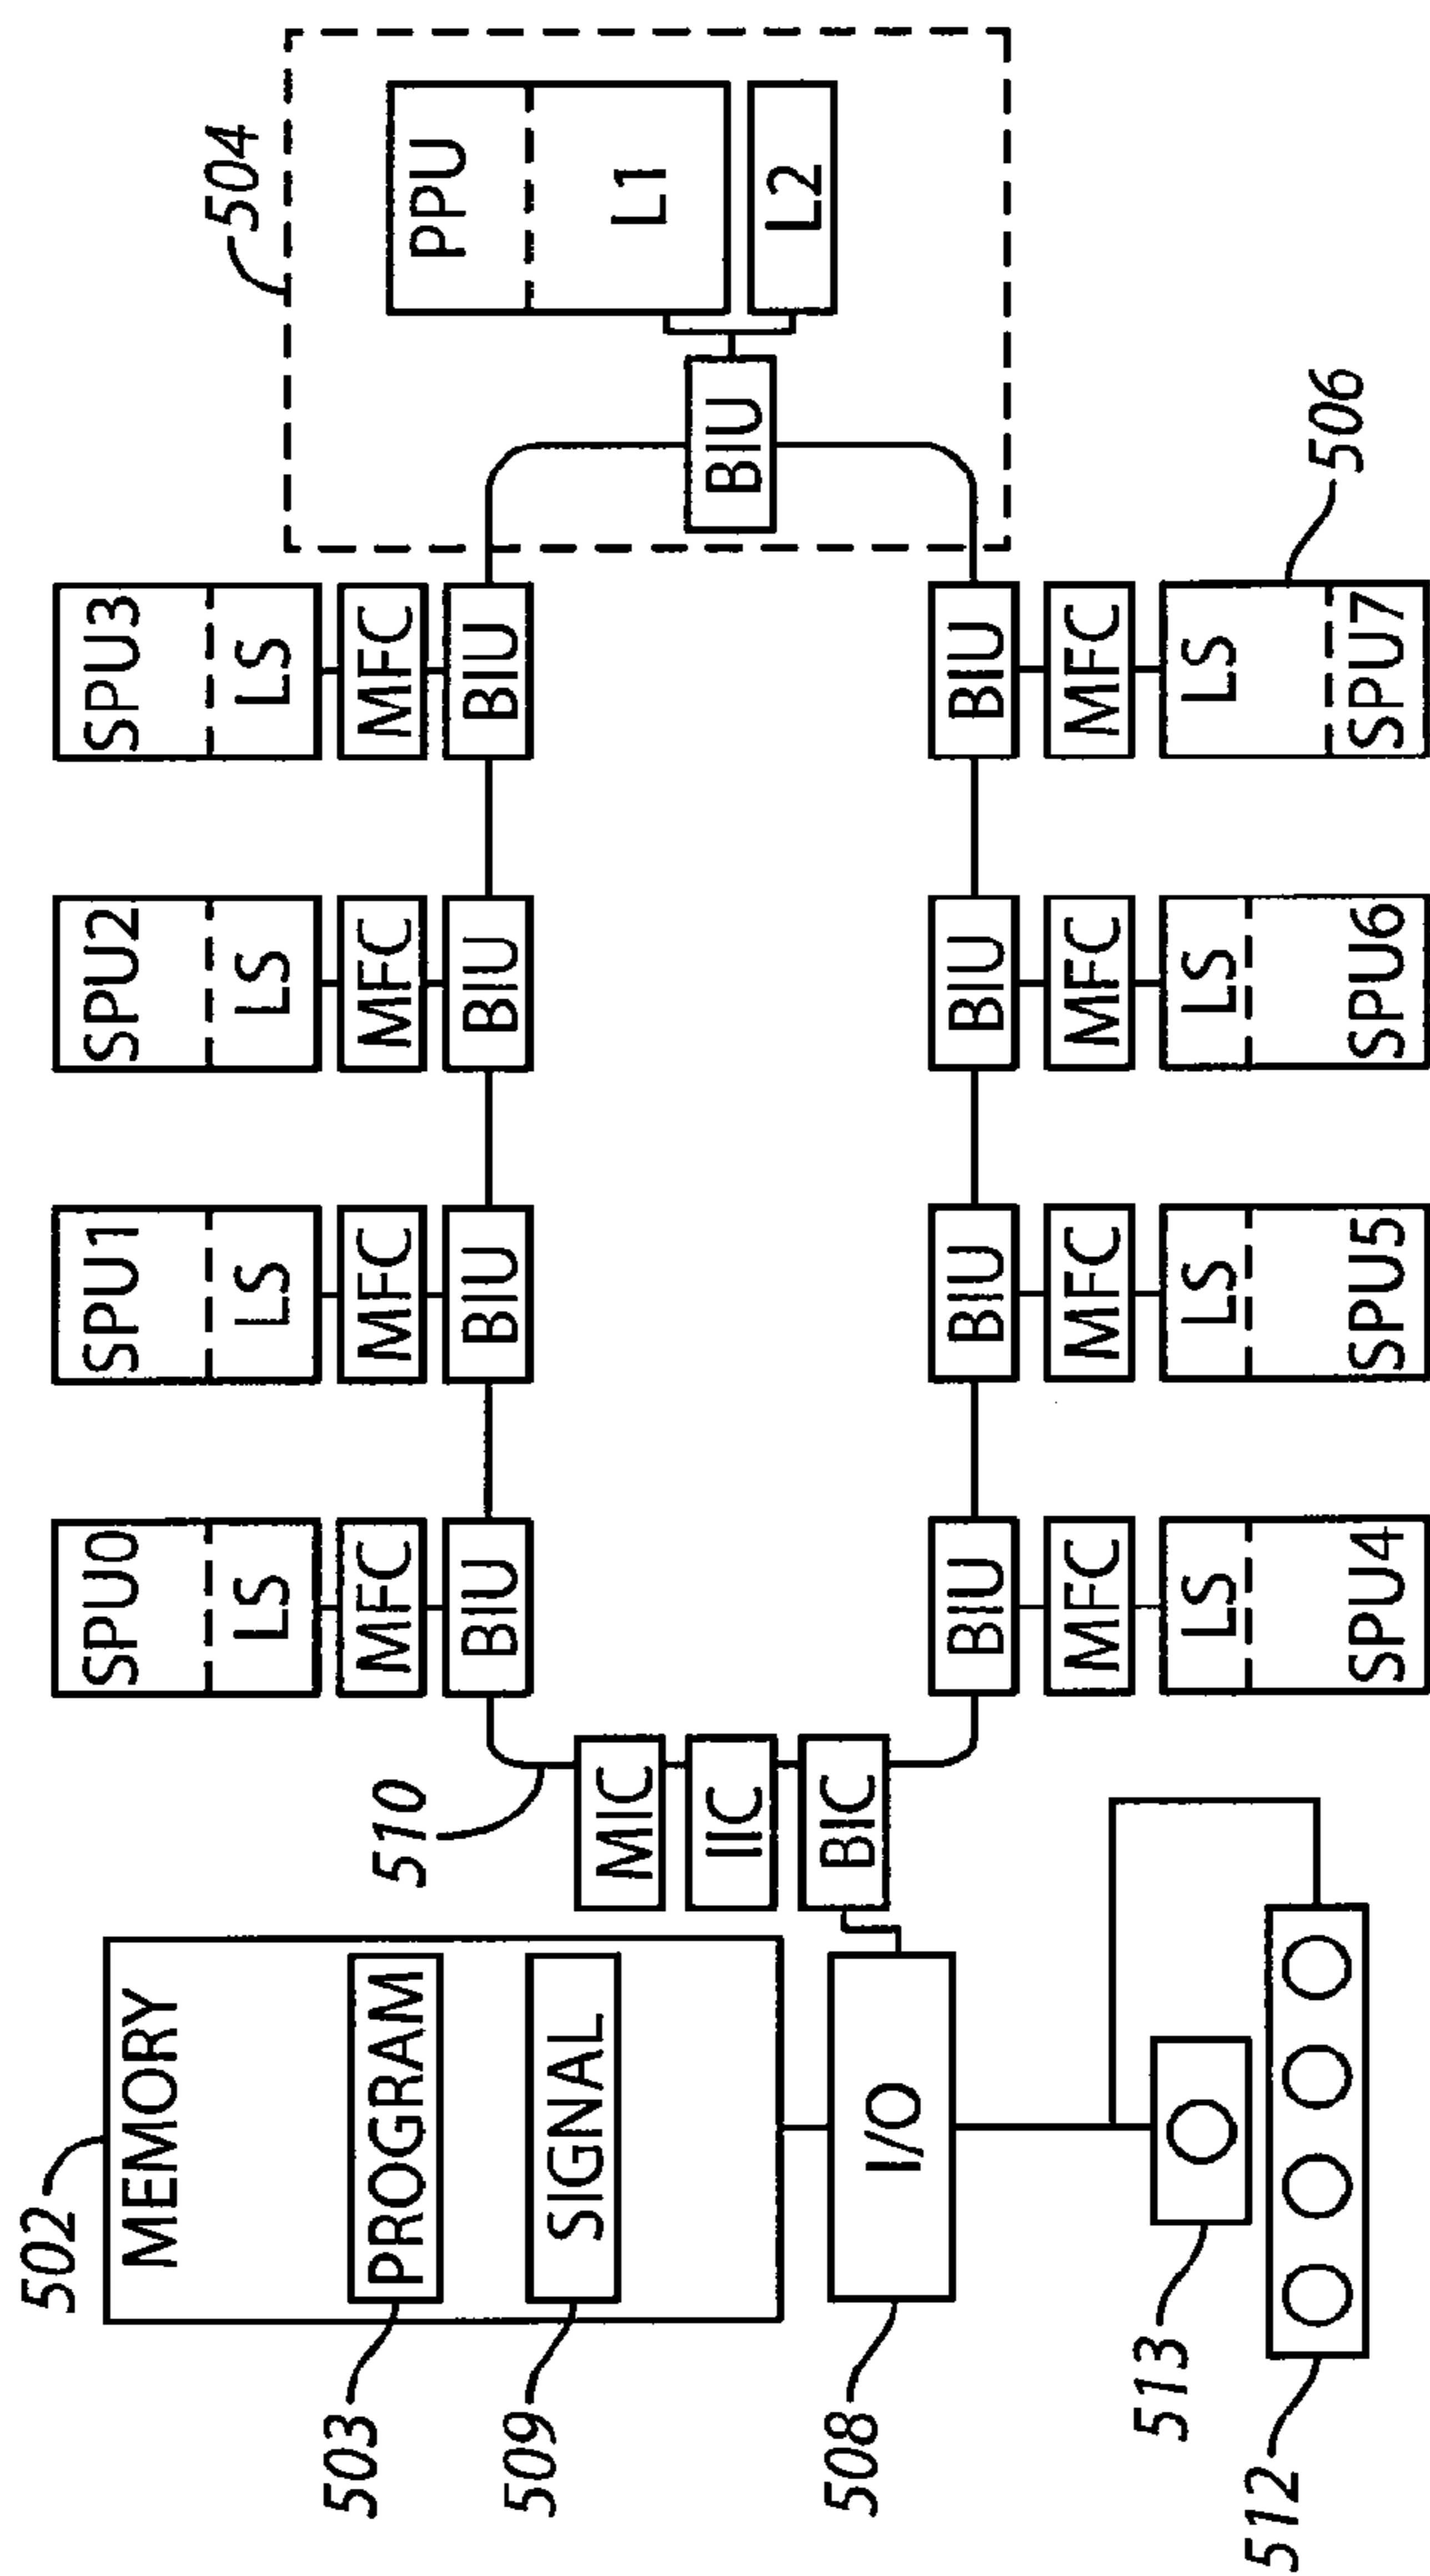 502
MEMORY
503
PROGRAM
509
SIGNAL
508
I/O
513
512
510
MIC
IIC
BIC
SPU0
LS
MFC
BIU
SPU1
LS
MFC
BIU
SPU2
LS
MFC
BIU
SPU3
LS
MFC
BIU
504
PPU
L1
L2
BIU
BIU
MFC
LS
SPU4
BIU
MFC
LS
SPU5
BIU
MFC
LS
SPU6
BIU
MFC
LS
SPU7
506